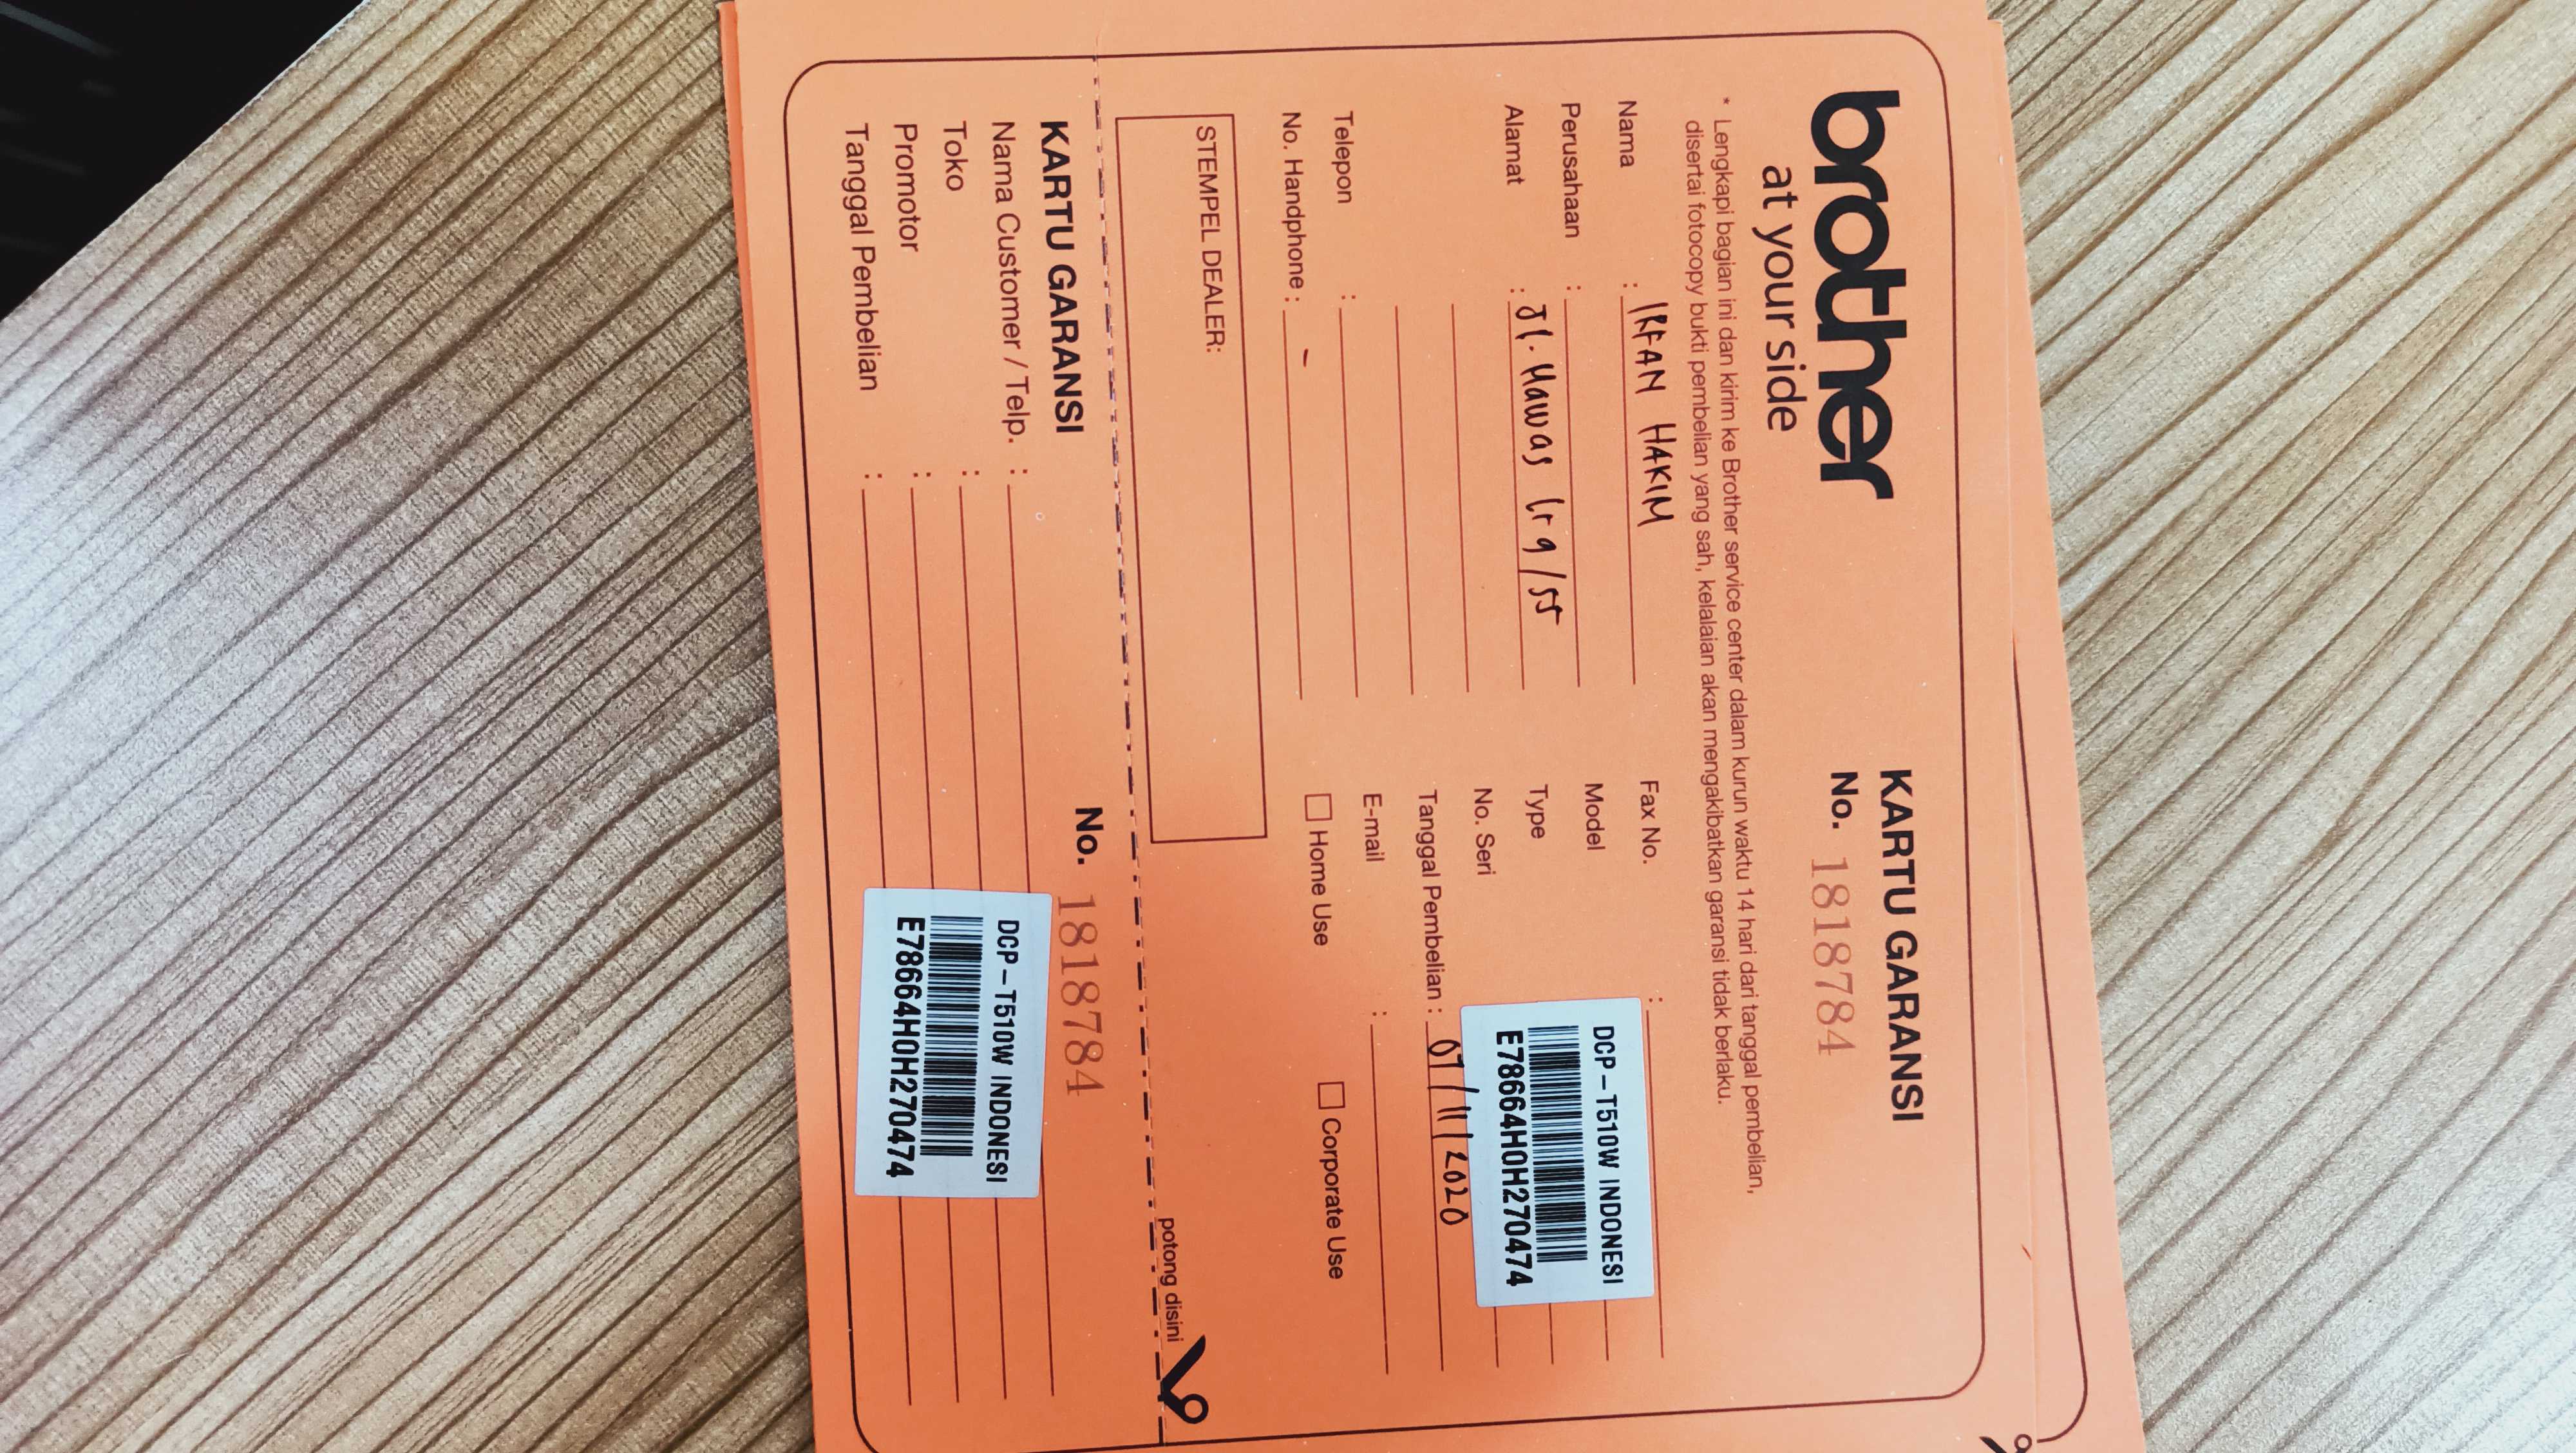 brother
at your side
KARTU GARANSI
No. 1818784
* Lengkapi bagian ini dan kirim ke Brother service center dalam kurun waktu 14 hari dari tanggal pembelian,
disertai fotocopy bukti pembelian yang sah, kelalaian akan mengakibatkan garansi tidak berlaku.
Nama : IRFAN HAKIM
Perusahaan :
Alamat : Jl. Hawas lr 9/55
Telepon :
No. Handphone : -
Fax No. :
Model
Type
No. Seri
DCP-T510W INDONESI
E78664H0H270474
Tanggal Pembelian : 07/11/2020
E-mail :
Home Use
Corporate Use
STEMPEL DEALER:
potong disini
KARTU GARANSI
No. 1818784
Nama Customer / Telp. :
Toko :
Promotor :
Tanggal Pembelian :
DCP-T510W INDONESI
E78664H0H270474